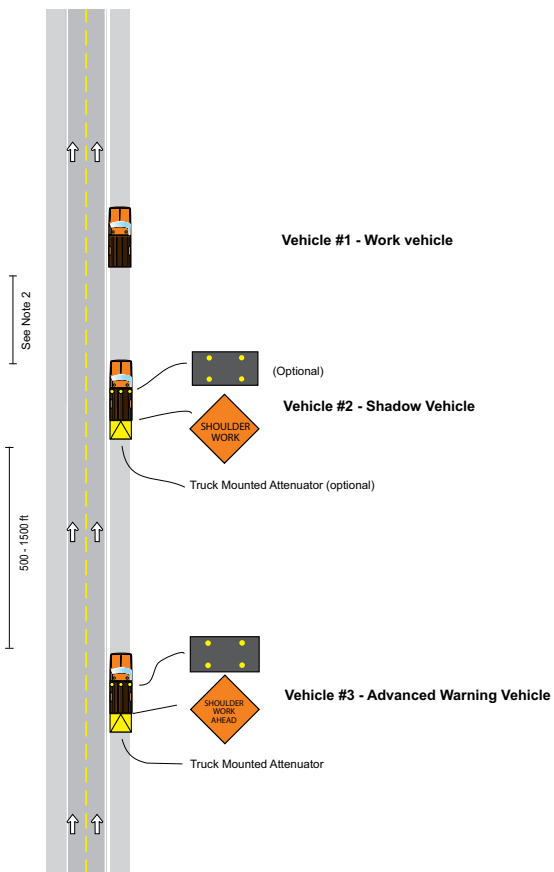 Vehicle #1 - Work vehicle
See Note 2
(Optional)
Vehicle #2 - Shadow Vehicle
SHOULDER
WORK
Truck Mounted Attenuator (optional)
500 - 1500 ft
Vehicle #3 - Advanced Warning Vehicle
SHOULDER
WORK
AHEAD
Truck Mounted Attenuator